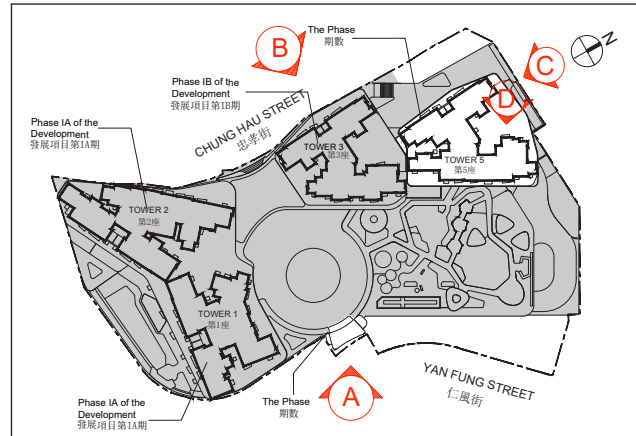 The Phase
期數
B
N
C
Phase IB of the
Development
發展項目第IB期
D
CHUNG HAU STREET
忠孝街
Phase IA of the
Development
發展項目第IA期
TOWER 3
第3座
TOWER 5
第5座
TOWER 2
第2座
TOWER 1
第1座
A
YAN FUNG STREET
仁風街
The Phase
期數
Phase IA of the
Development
發展項目第IA期